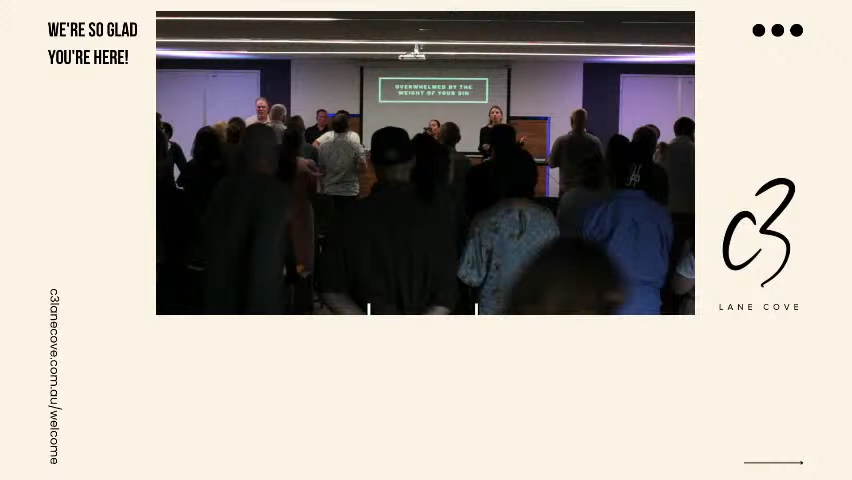 WE'RE SO GLAD
YOU'RE HERE!
OVERWHELMED BY THE
WEIGHT OF YOUR SIN
c3
LANE COVE
c3lanecove.com.au/welcome